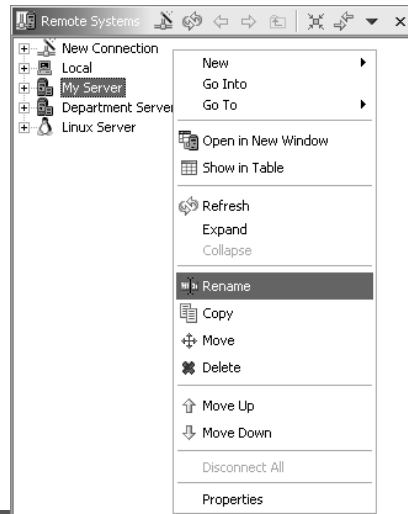 Remote Systems
New Connection
Local
My Server
Department Server
Linux Server
New
Go Into
Go To
Open in New Window
Show in Table
Refresh
Expand
Collapse
Rename
Copy
Move
Delete
Move Up
Move Down
Disconnect All
Properties